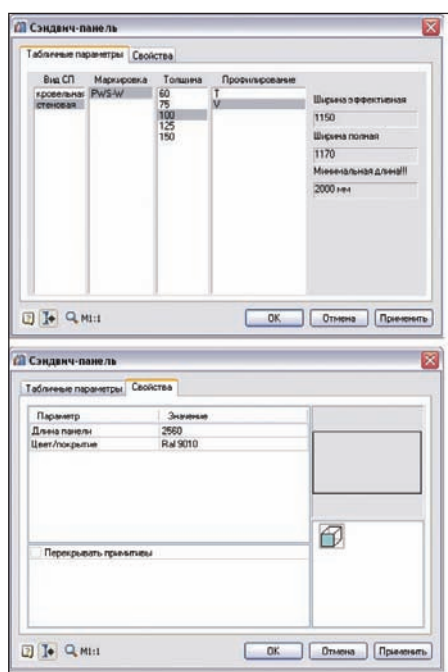 Сэндвич-панель
Табличные параметры Свойства
Вид СП Маркировка Толщина Профилирование
кровельная PWS-W 60 T
стеновая 75 V
100
125
150
Ширина эффективная
1150
Ширина полная
1170
Минимальная длина!!!
2000 мм
M1:1 OK Отмена Применить
Сэндвич-панель
Табличные параметры Свойства
Параметр Значение
Длина панели 2560
Цвет/покрытие Ral 9010
Перекрывать примитивы
M1:1 OK Отмена Применить